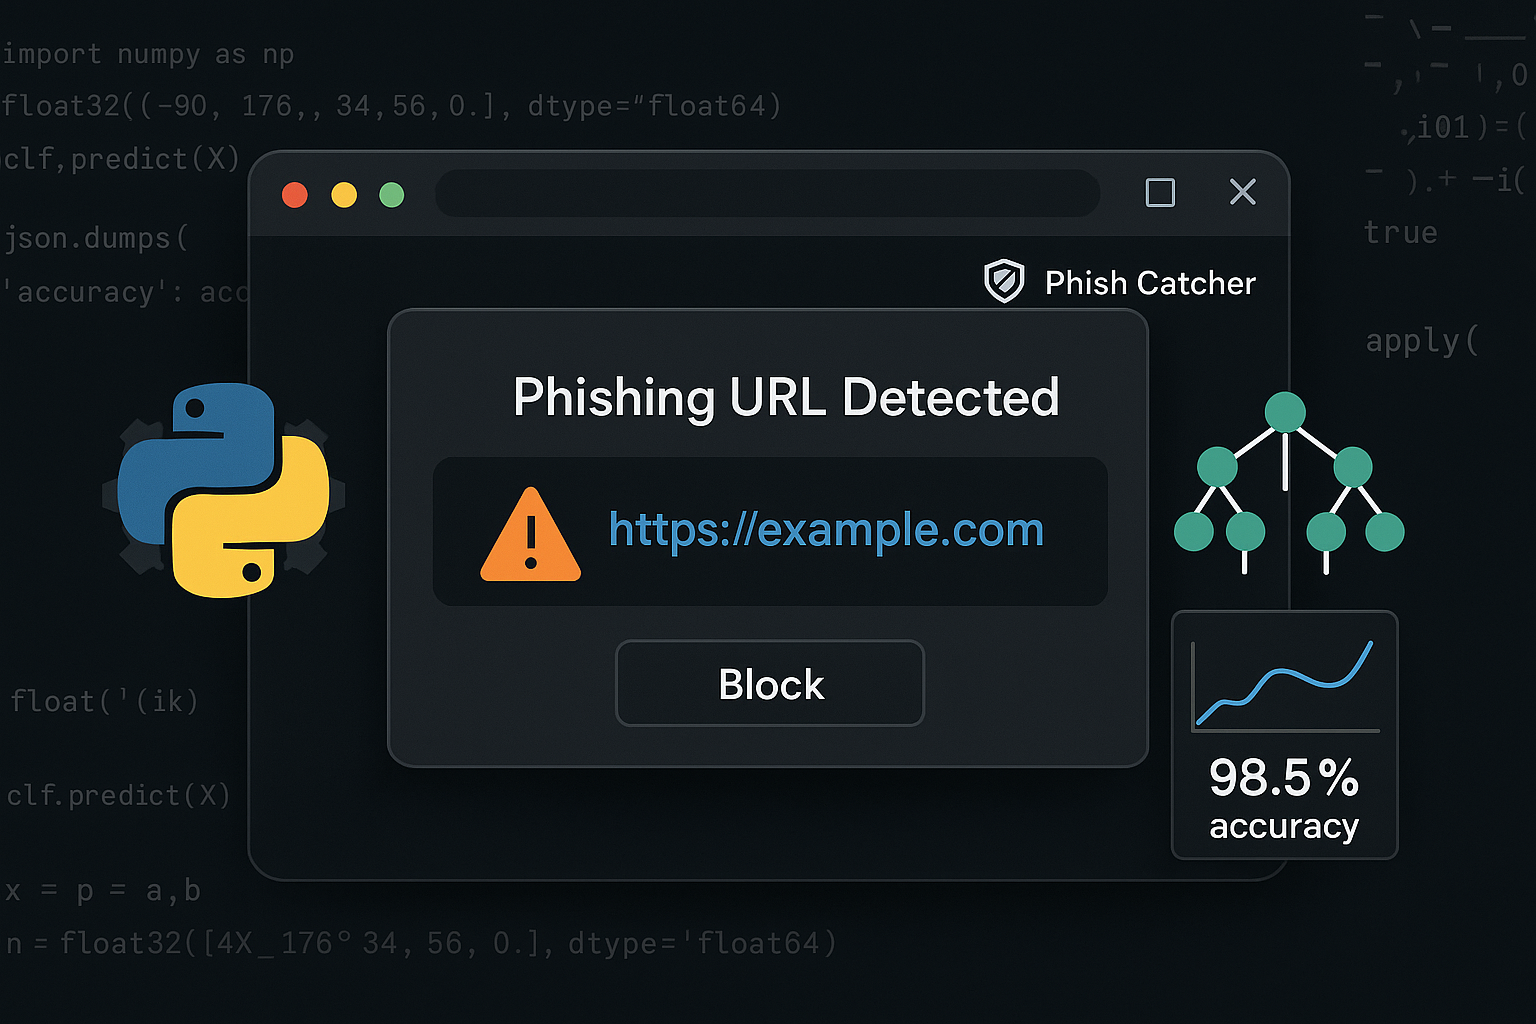 import numpy as np
float32((-90, 176,, 34,56,0.], dtype="float64)
clf,predict(X)
json.dumps(
'accuracy': acc
true
apply(
Phish Catcher
Phishing URL Detected
https://example.com
Block
98.5%
accuracy
float('(ik)
clf.predict(X)
x = p = a,b
n = float32([4X_176° 34, 56, 0.], dtype='float64)